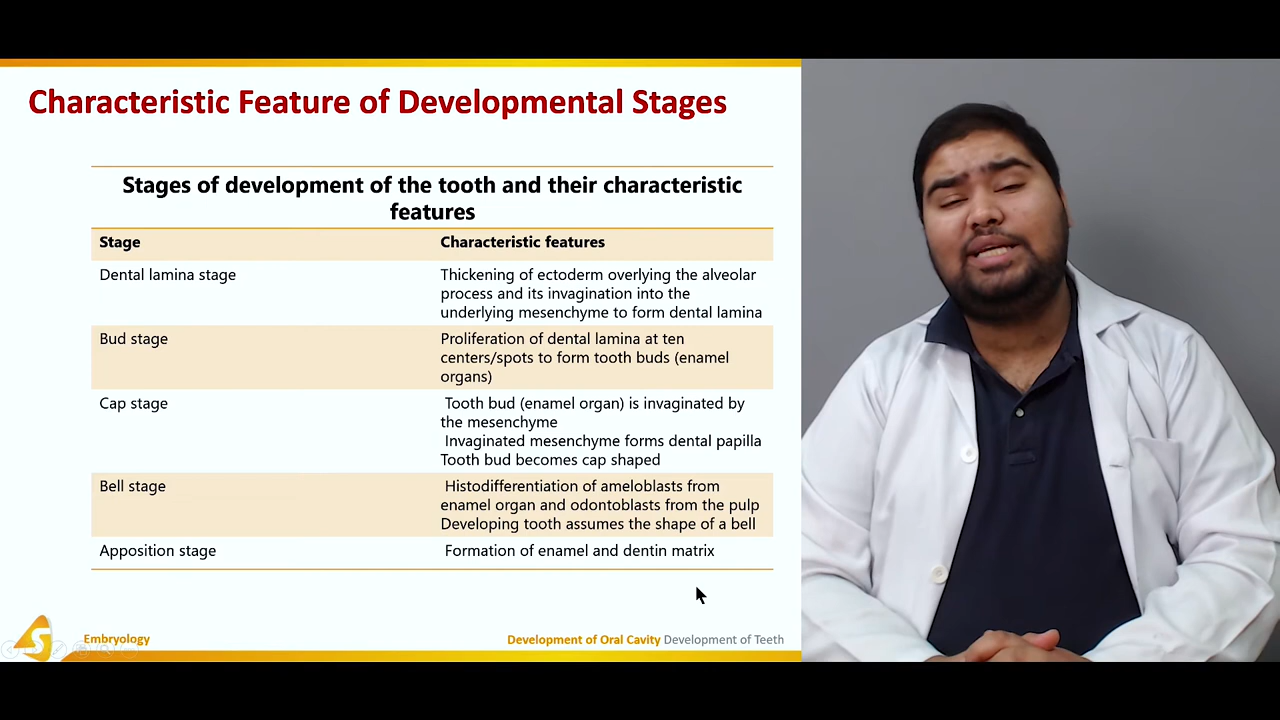 Characteristic Feature of Developmental Stages
Stages of development of the tooth and their characteristic
features
Stage
Characteristic features
Dental lamina stage
Thickening of ectoderm overlying the alveolar
process and its invagination into the
underlying mesenchyme to form dental lamina
Bud stage
Proliferation of dental lamina at ten
centers/spots to form tooth buds (enamel
organs)
Cap stage
Tooth bud (enamel organ) is invaginated by
the mesenchyme
Invaginated mesenchyme forms dental papilla
Tooth bud becomes cap shaped
Bell stage
Histodifferentiation of ameloblasts from
enamel organ and odontoblasts from the pulp
Developing tooth assumes the shape of a bell
Apposition stage
Formation of enamel and dentin matrix
S
Embryology
Development of Oral Cavity Development of Teeth